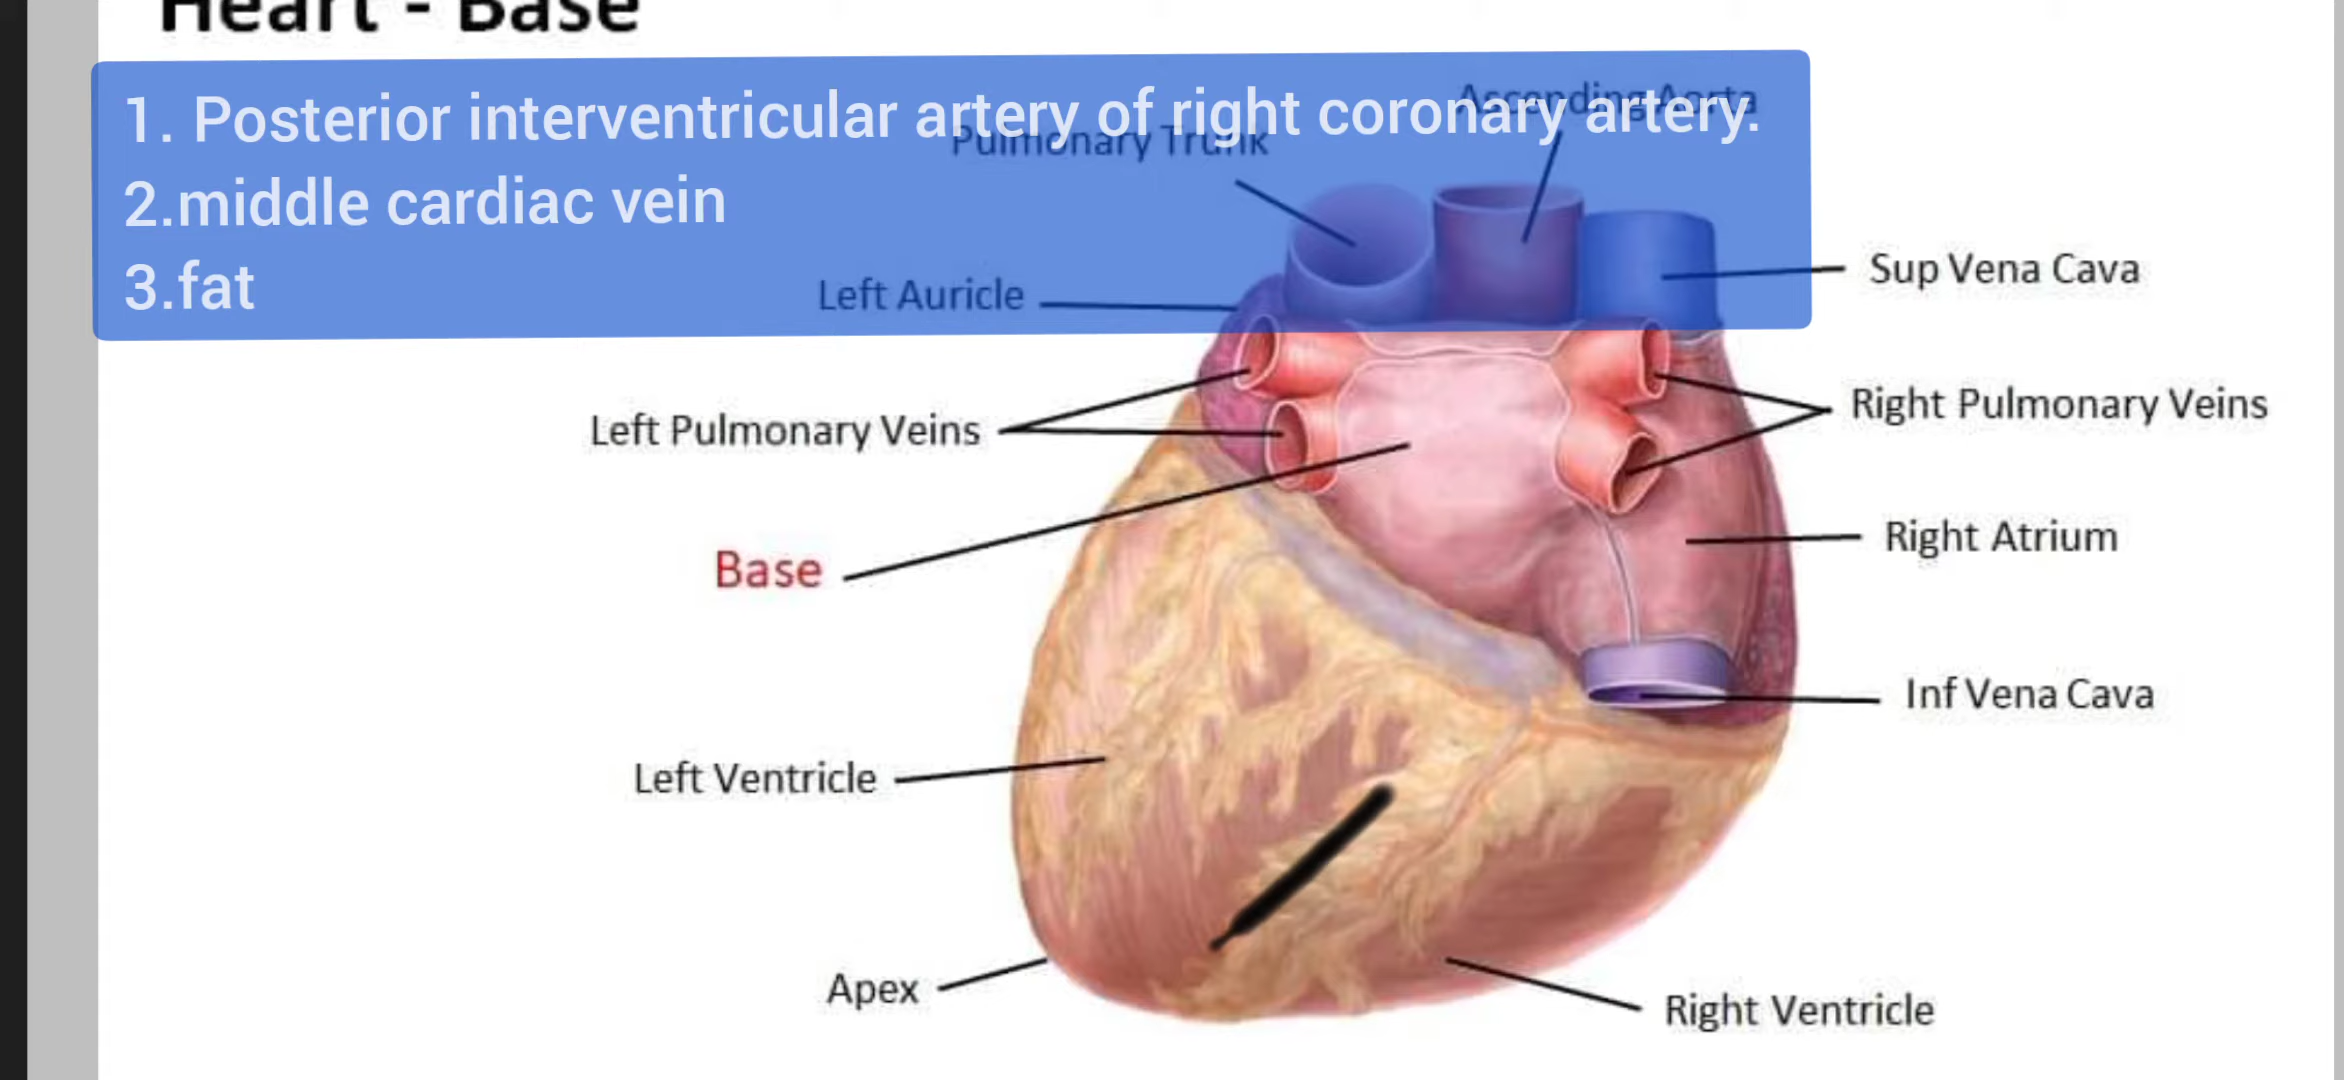 Heart - Base
1. Posterior interventricular artery of right coronary artery.
2.middle cardiac vein
3.fat
Ascending Aorta
Pulmonary Trunk
Sup Vena Cava
Left Auricle
Right Pulmonary Veins
Left Pulmonary Veins
Right Atrium
Base
Inf Vena Cava
Left Ventricle
Apex
Right Ventricle